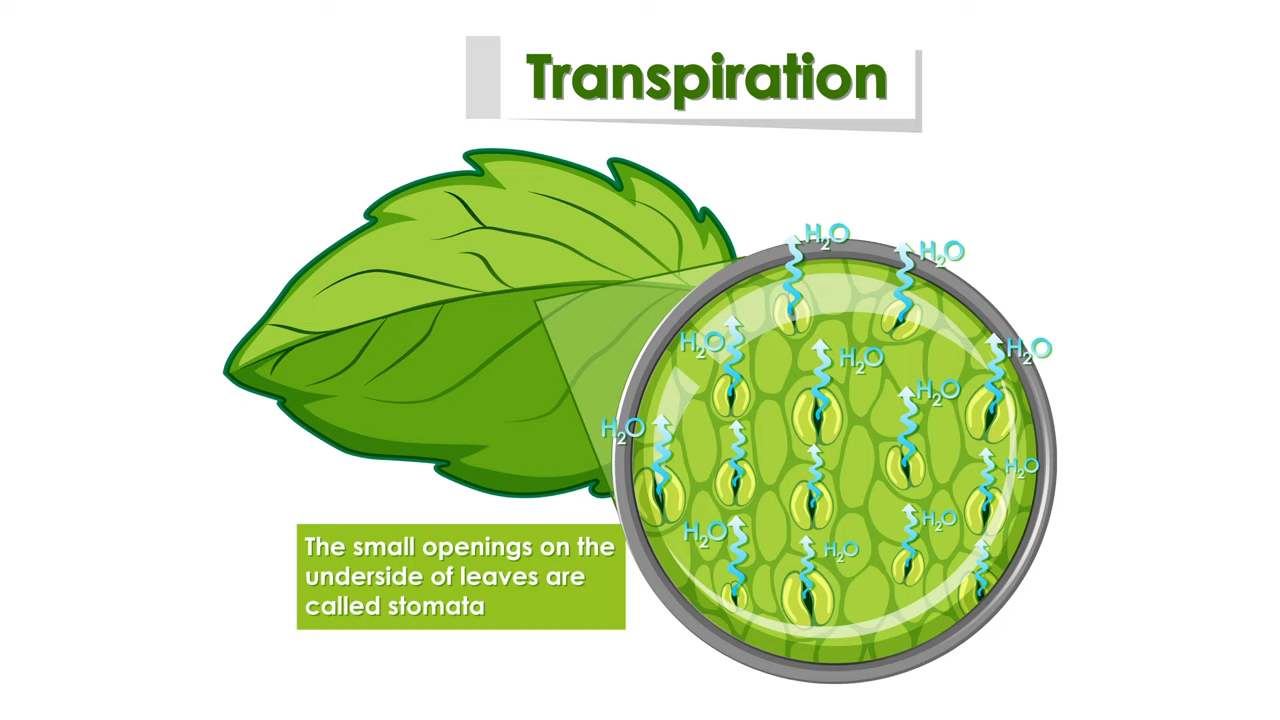 Transpiration
H₂O
H₂O
H₂O
H₂O
H₂O
H₂O
H₂O
H₂O
H₂O
H₂O
H₂O
The small openings on the
underside of leaves are
called stomata